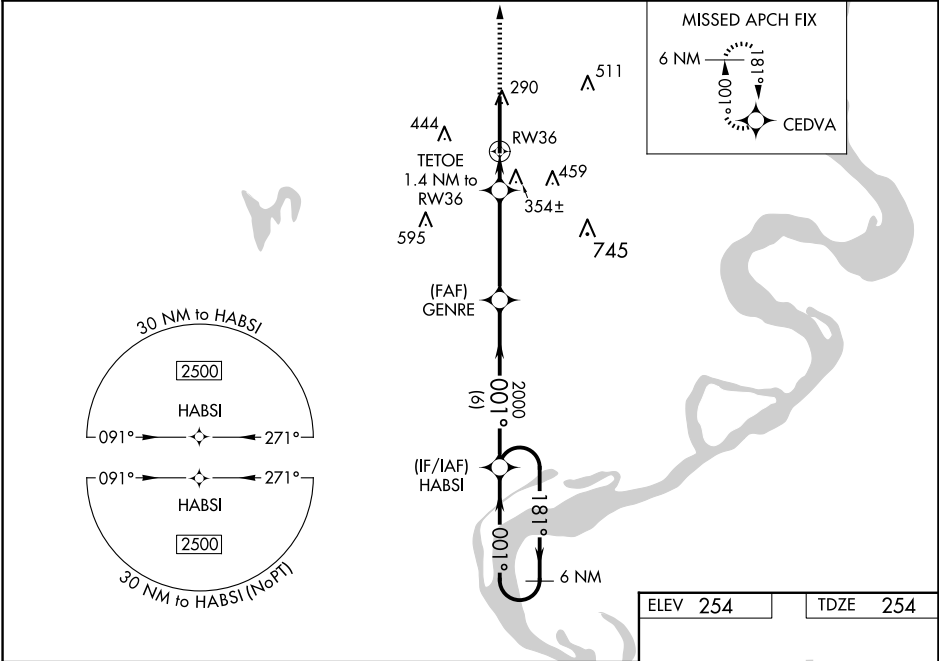 MISSED APCH FIX
6 NM
181°
001°
CEDVA
511
290
444
RW36
TETOE
1.4 NM to
RW36
459
354±
595
745
(FAF)
GENRE
30 NM to HABSI
2500
HABSI
091°
271°
2000
001°
(6)
(IF/IAF)
HABSI
091°
271°
HABSI
2500
30 NM to HABSI (NoPT)
181°
001°
6 NM
ELEV 254
TDZE 254